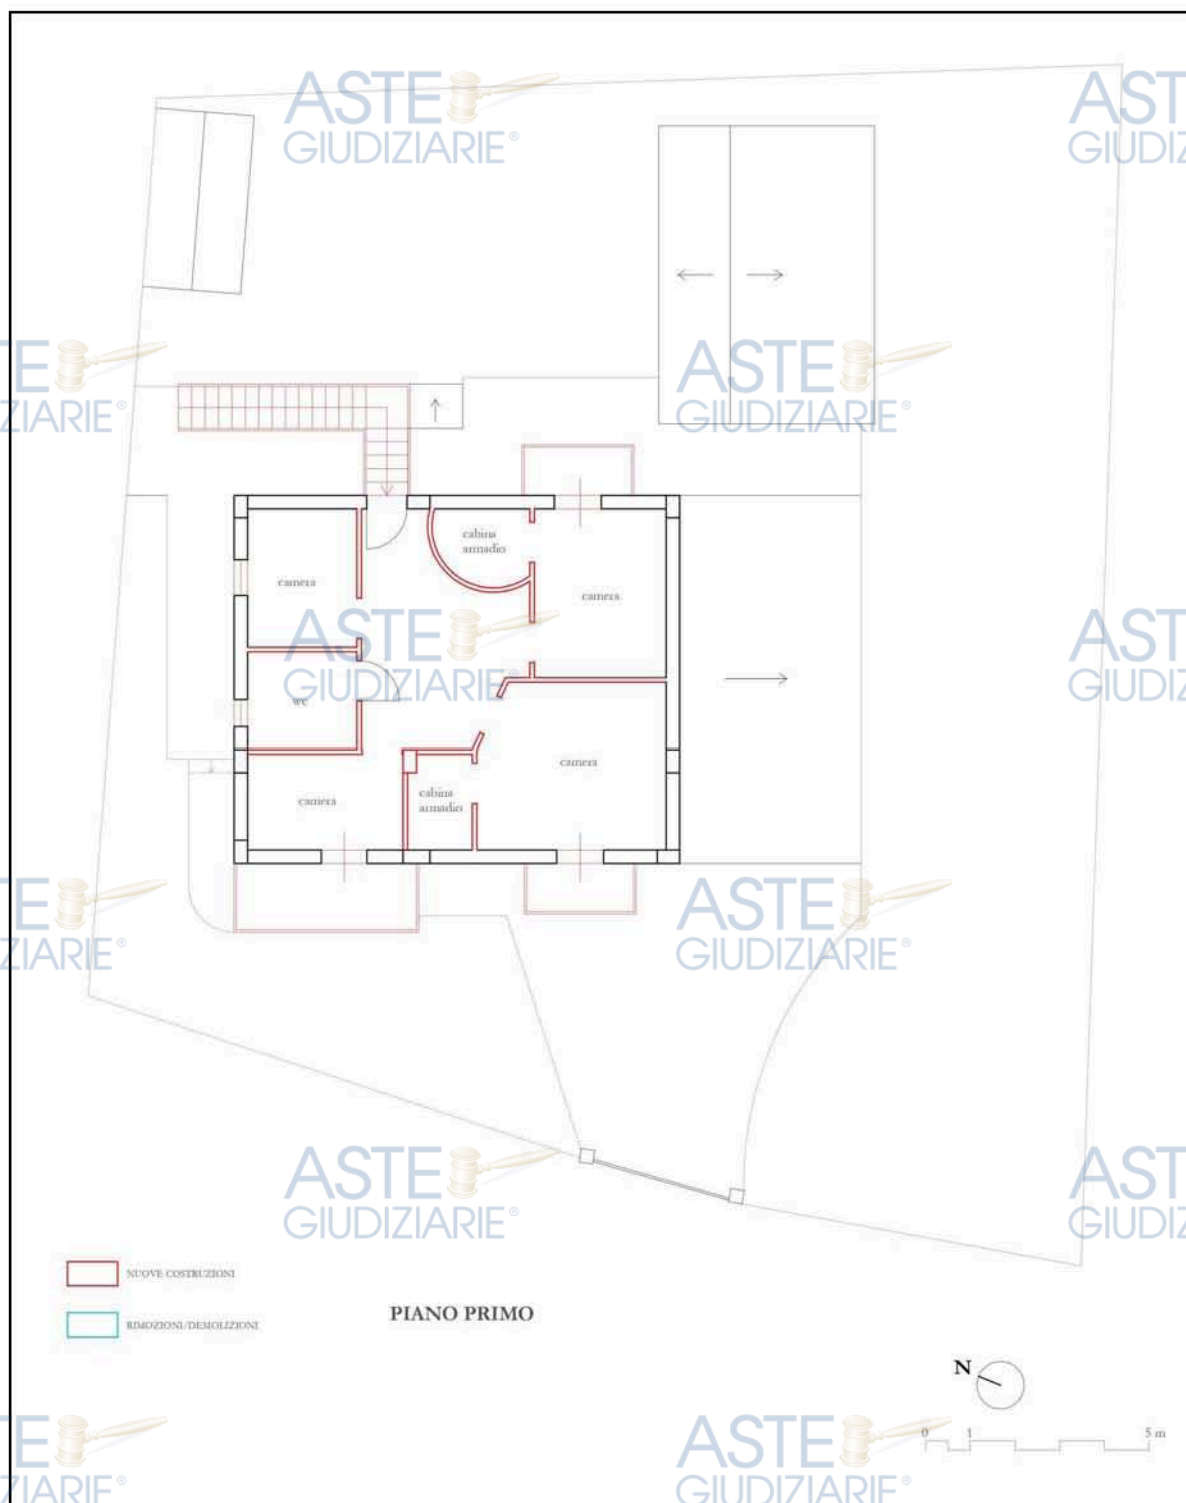 ASTE
GIUDIZIARIE®
cabina
armadio
camera
camera
wc
camera
camera
cabina
armadio
NUOVE COSTRUZIONI
RIMOZIONI/DEMOLIZIONI
PIANO PRIMO
N
0 1 5 m